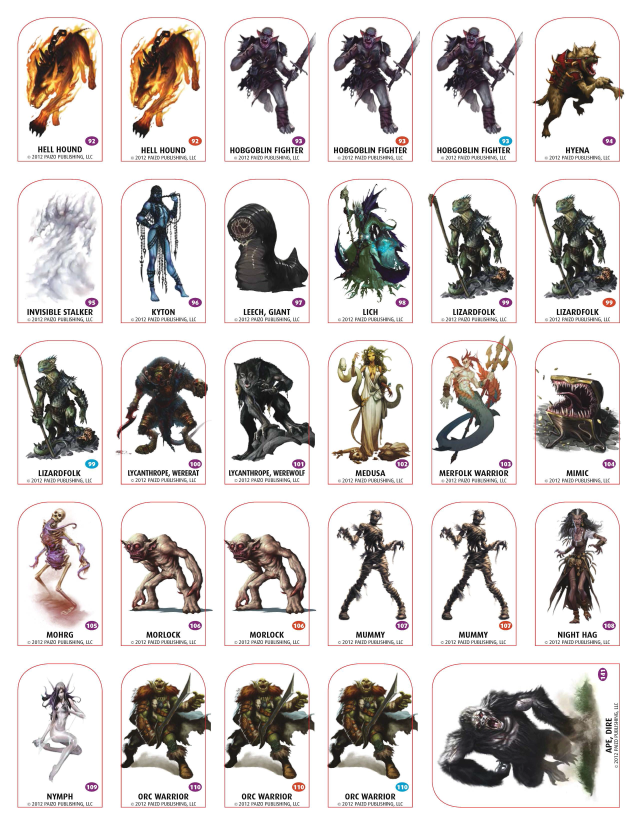 92
HELL HOUND
© 2012 PAIZO PUBLISHING, LLC
92
HELL HOUND
© 2012 PAIZO PUBLISHING, LLC
93
HOBGOBLIN FIGHTER
© 2012 PAIZO PUBLISHING, LLC
93
HOBGOBLIN FIGHTER
© 2012 PAIZO PUBLISHING, LLC
93
HOBGOBLIN FIGHTER
© 2012 PAIZO PUBLISHING, LLC
94
HYENA
© 2012 PAIZO PUBLISHING, LLC
95
INVISIBLE STALKER
© 2012 PAIZO PUBLISHING, LLC
96
KYTON
© 2012 PAIZO PUBLISHING, LLC
97
LEECH, GIANT
© 2012 PAIZO PUBLISHING, LLC
98
LICH
© 2012 PAIZO PUBLISHING, LLC
99
LIZARDFOLK
© 2012 PAIZO PUBLISHING, LLC
99
LIZARDFOLK
© 2012 PAIZO PUBLISHING, LLC
99
LIZARDFOLK
© 2012 PAIZO PUBLISHING, LLC
100
LYCANTHROPE, WERERAT
© 2012 PAIZO PUBLISHING, LLC
101
LYCANTHROPE, WEREWOLF
© 2012 PAIZO PUBLISHING, LLC
102
MEDUSA
© 2012 PAIZO PUBLISHING, LLC
103
MERFOLK WARRIOR
© 2012 PAIZO PUBLISHING, LLC
104
MIMIC
© 2012 PAIZO PUBLISHING, LLC
105
MOHRG
© 2012 PAIZO PUBLISHING, LLC
106
MORLOCK
© 2012 PAIZO PUBLISHING, LLC
106
MORLOCK
© 2012 PAIZO PUBLISHING, LLC
107
MUMMY
© 2012 PAIZO PUBLISHING, LLC
107
MUMMY
© 2012 PAIZO PUBLISHING, LLC
108
NIGHT HAG
© 2012 PAIZO PUBLISHING, LLC
109
NYMPH
© 2012 PAIZO PUBLISHING, LLC
110
ORC WARRIOR
© 2012 PAIZO PUBLISHING, LLC
110
ORC WARRIOR
© 2012 PAIZO PUBLISHING, LLC
110
ORC WARRIOR
© 2012 PAIZO PUBLISHING, LLC
141
APE, DIRE
© 2012 PAIZO PUBLISHING, LLC